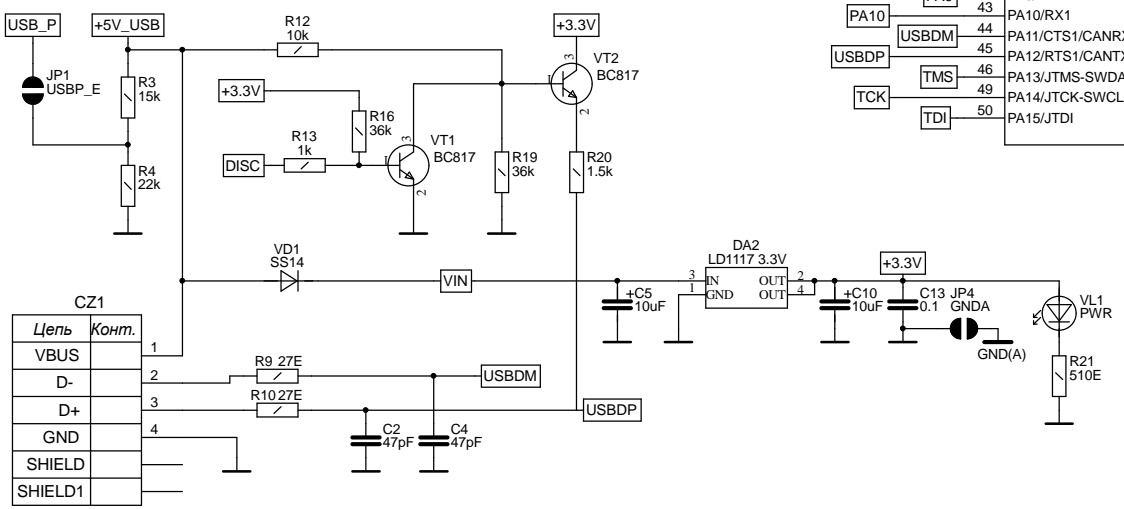 USB_P
+5V_USB
R12
10k
+3.3V
3
VT2
BC817
1
2
JP1
USBP_E
R3
15k
+3.3V
R16
36k
R13
1k
DISC
3
VT1
BC817
1
2
R4
22k
R19
36k
R20
1.5k
43
PA10
PA10/RX1
44
USBDM
PA11/CTS1/CANRX
45
USBDP
PA12/RTS1/CANTX
46
TMS
PA13/JTMS-SWDA
49
TCK
PA14/JTCK-SWCL
50
TDI
PA15/JTDI
VD1
SS14
VIN
+C5
10uF
DA2
LD1117 3.3V
3
IN
1
GND
OUT
2
OUT
4
+C10
10uF
+3.3V
C13
0.1
JP4
GNDA
GND(A)
VL1
PWR
R21
510E
CZ1
Цепь
Конт.
VBUS
1
D-
2
D+
3
GND
4
SHIELD
SHIELD1
R9 27E
USBDM
R10 27E
USBDP
C2
47pF
C4
47pF